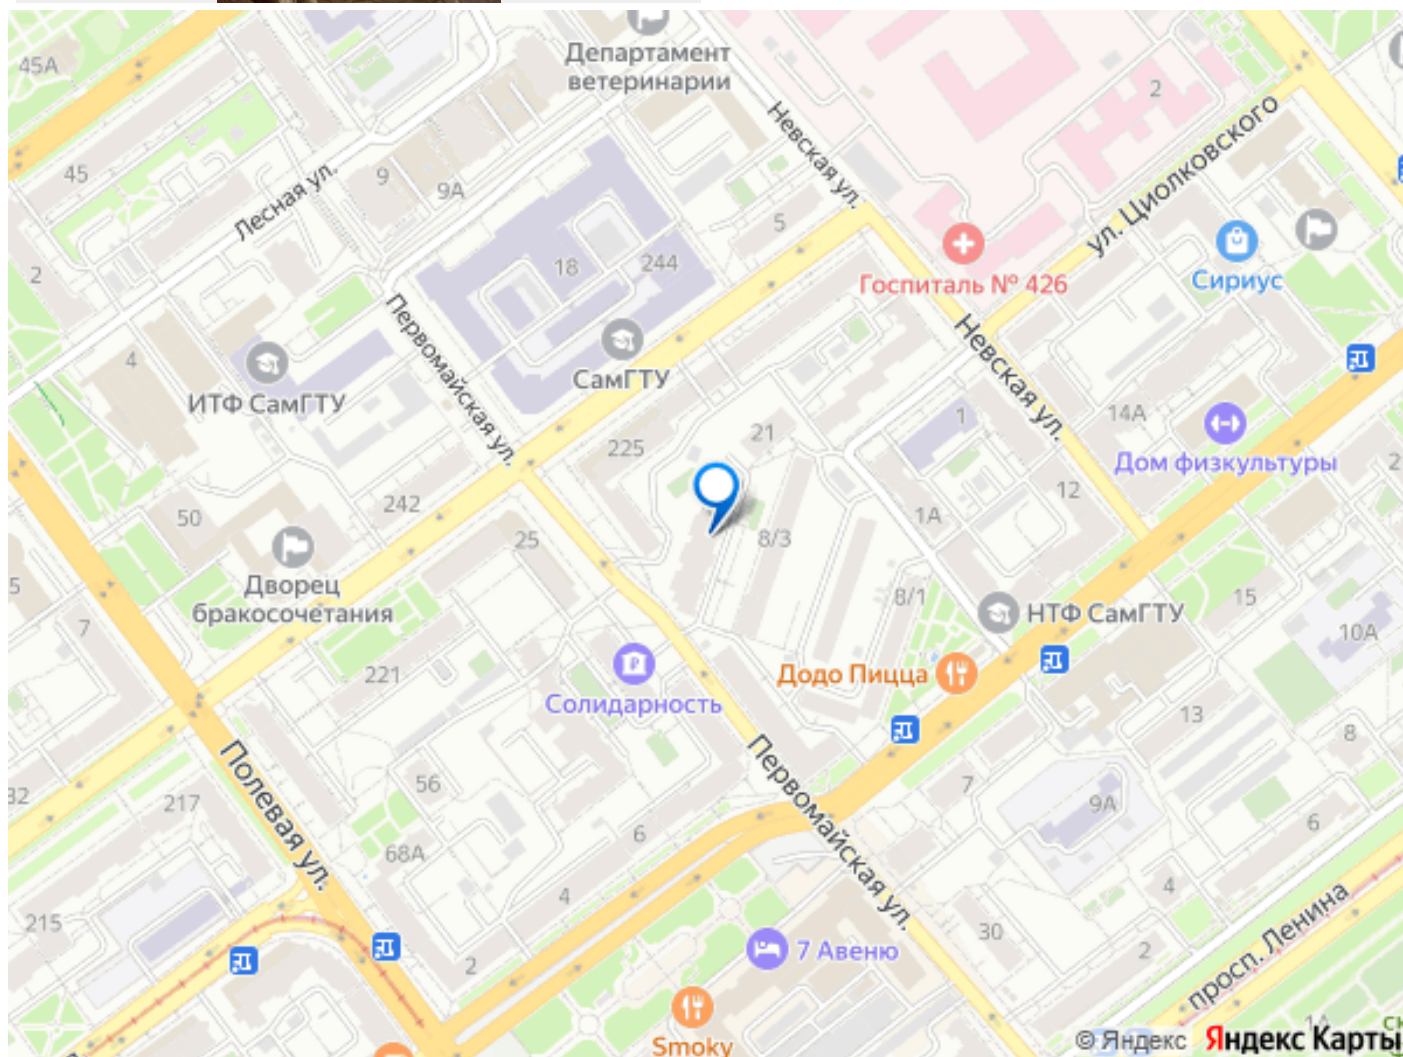 Департамент
ветеринарии
45А
2
Невская ул.
ул. Циолковского
45
9
9А
Лесная ул.
5
Сириус
2
18
244
Госпиталь № 426
Первомайская ул.
4
СамГТУ
ИТФ СамГТУ
Невская ул.
14А
1
21
225
Дом физкультуры
2
12
242
50
1А
25
8/3
Дворец
бракосочетания
5
8/1
15
НТФ СамГТУ
7
10А
221
Додо Пицца
Солидарность
13
8
Полевая ул.
Первомайская ул.
56
7
32
217
9А
6
6
68А
4
4
просп. Ленина
215
30
2
7 Авеню
2
14
Smoky
© Яндекс Яндекс Карты